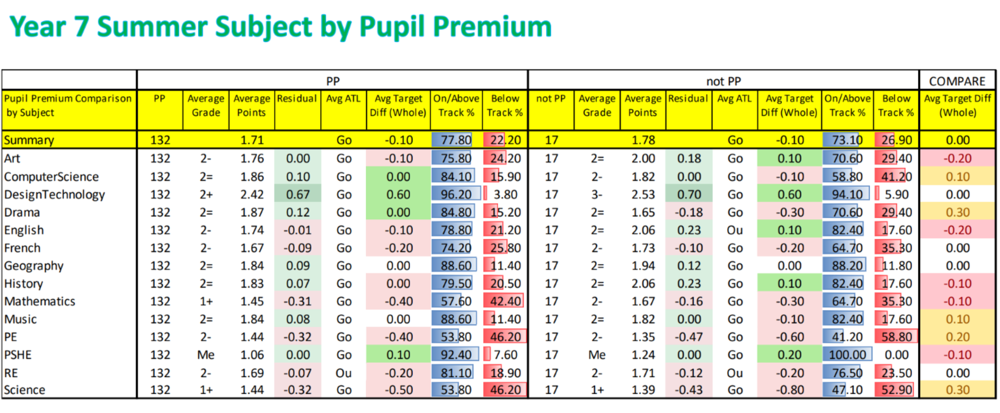 Year 7 Summer Subject by Pupil Premium
PP not PP COMPARE
Pupil Premium Comparison PP Average Average Residual Avg ATL Avg Target On/Above Below not PP Average Average Residual Avg ATL Avg Target On/Above Below Avg Target Diff
by Subject Grade Points Diff (Whole) Track % Track % Grade Points Diff (Whole) Track % Track % (Whole)
Summary 132 1.71 Go -0.10 77.80 22.20 17 1.78 Go -0.10 73.10 26.90 0.00
Art 132 2- 1.76 0.00 Go -0.10 75.80 24.20 17 2= 2.00 0.18 Go 0.10 70.60 29.40 -0.20
ComputerScience 132 2= 1.86 0.10 Go 0.00 84.10 15.90 17 2- 1.82 0.00 Go -0.10 58.80 41.20 0.10
DesignTechnology 132 2+ 2.42 0.67 Go 0.60 96.20 3.80 17 3- 2.53 0.70 Go 0.60 94.10 5.90 0.00
Drama 132 2= 1.87 0.12 Go 0.00 84.80 15.20 17 2= 1.65 -0.18 Go -0.30 70.60 29.40 0.30
English 132 2- 1.74 -0.01 Go -0.10 78.80 21.20 17 2= 2.06 0.23 Ou 0.10 82.40 17.60 -0.20
French 132 2- 1.67 -0.09 Go -0.20 74.20 25.80 17 2- 1.73 -0.10 Go -0.20 64.70 35.30 0.00
Geography 132 2= 1.84 0.09 Go 0.00 88.60 11.40 17 2= 1.94 0.12 Go 0.00 88.20 11.80 0.00
History 132 2= 1.83 0.07 Go 0.00 79.50 20.50 17 2= 2.06 0.23 Go 0.10 82.40 17.60 -0.10
Mathematics 132 1+ 1.45 -0.31 Go -0.40 57.60 42.40 17 2- 1.67 -0.16 Go -0.30 64.70 35.30 -0.10
Music 132 2= 1.84 0.08 Go 0.00 88.60 11.40 17 2= 1.82 0.00 Go -0.10 82.40 17.60 0.10
PE 132 2- 1.44 -0.32 Go -0.40 53.80 46.20 17 2- 1.35 -0.47 Go -0.60 41.20 58.80 0.20
PSHE 132 Me 1.06 0.00 Go 0.10 92.40 7.60 17 Me 1.24 0.00 Go 0.20 100.00 0.00 -0.10
RE 132 2- 1.69 -0.07 Ou -0.20 81.10 18.90 17 2- 1.71 -0.12 Ou -0.20 76.50 23.50 0.00
Science 132 1+ 1.44 -0.32 Go -0.50 53.80 46.20 17 1+ 1.39 -0.43 Go -0.80 47.10 52.90 0.30